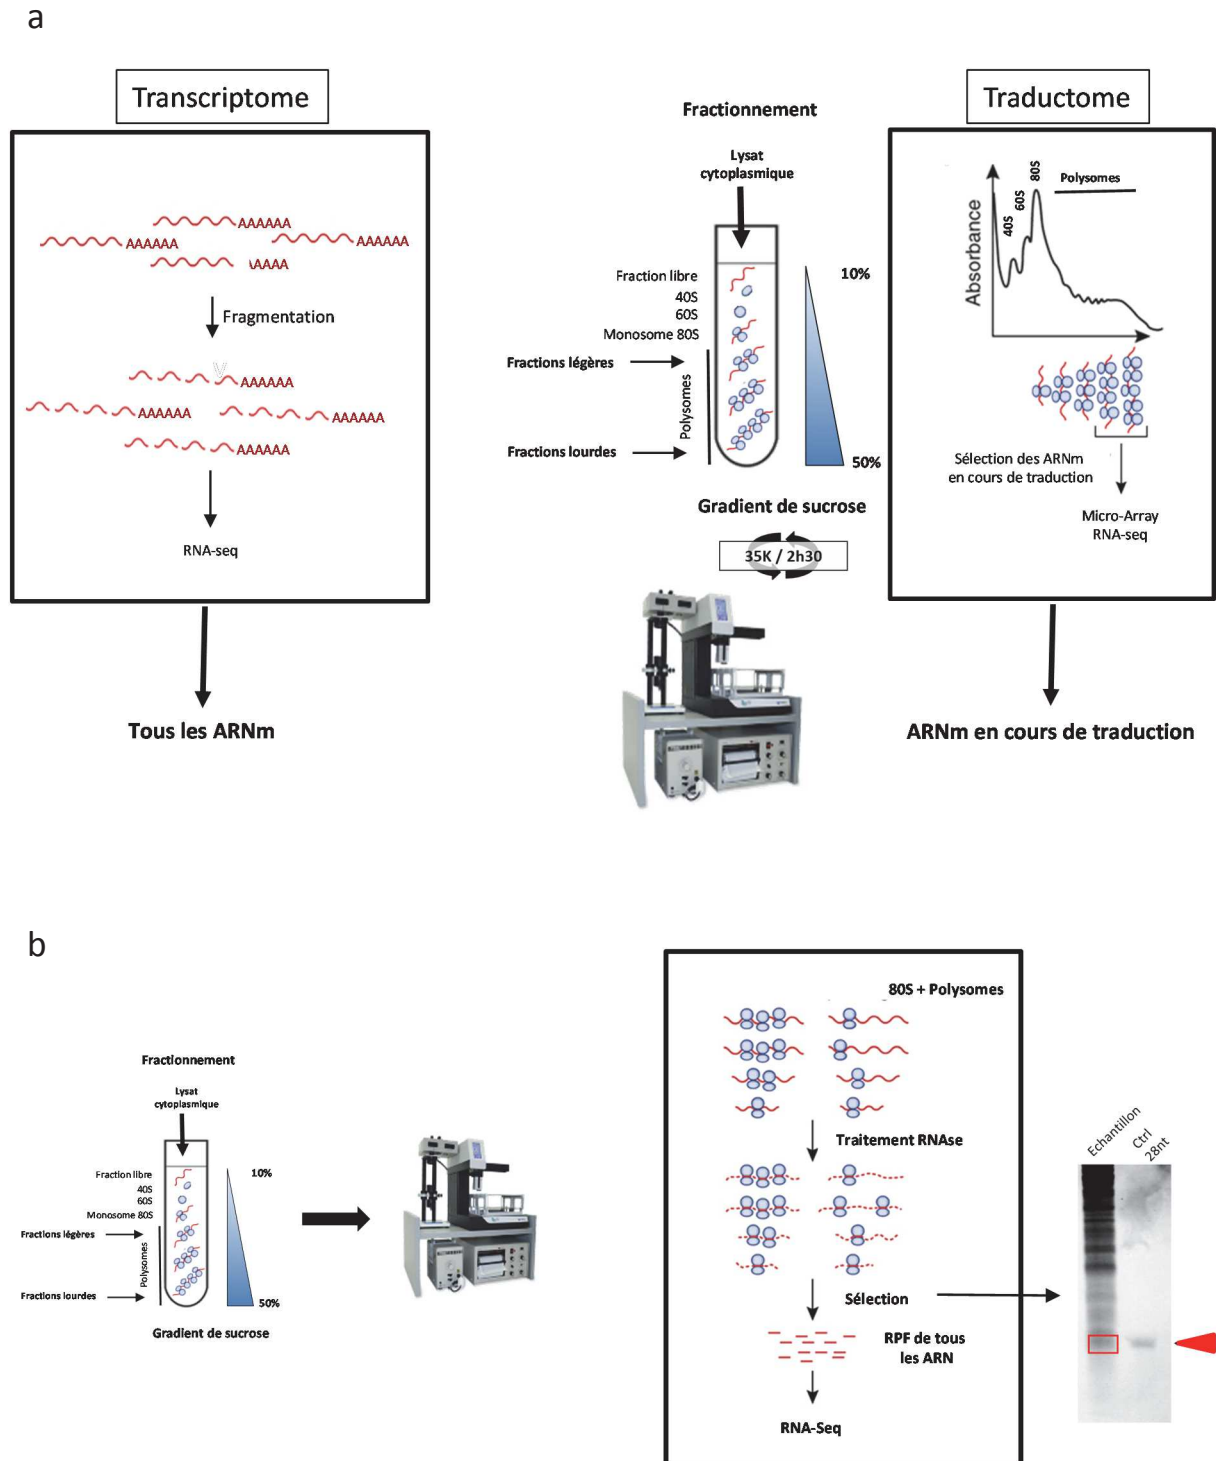 a
Transcriptome
AAAAAA
AAAAAA
AAAAAA
AAAA
Fragmentation
AAAAAA
AAAAAA
AAAAAA
AAAAAA
RNA-seq
Tous les ARNm
Fractionnement
Lysat
cytoplasmique
Fraction libre
40S
60S
Monosome 80S
Fractions légères
Polysomes
Fractions lourdes
10%
50%
Gradient de sucrose
35K / 2h30
Traductome
Absorbance
40S
60S
80S
Polysomes
Sélection des ARNm
en cours de traduction
Micro-Array
RNA-seq
ARNm en cours de traduction
b
Fractionnement
Lysat
cytoplasmique
Fraction libre
40S
60S
Monosome 80S
Fractions légères
Polysomes
Fractions lourdes
10%
50%
Gradient de sucrose
80S + Polysomes
Traitement RNAse
Sélection
RPF de tous
les ARN
RNA-Seq
Echantillon
Ctrl
28nt